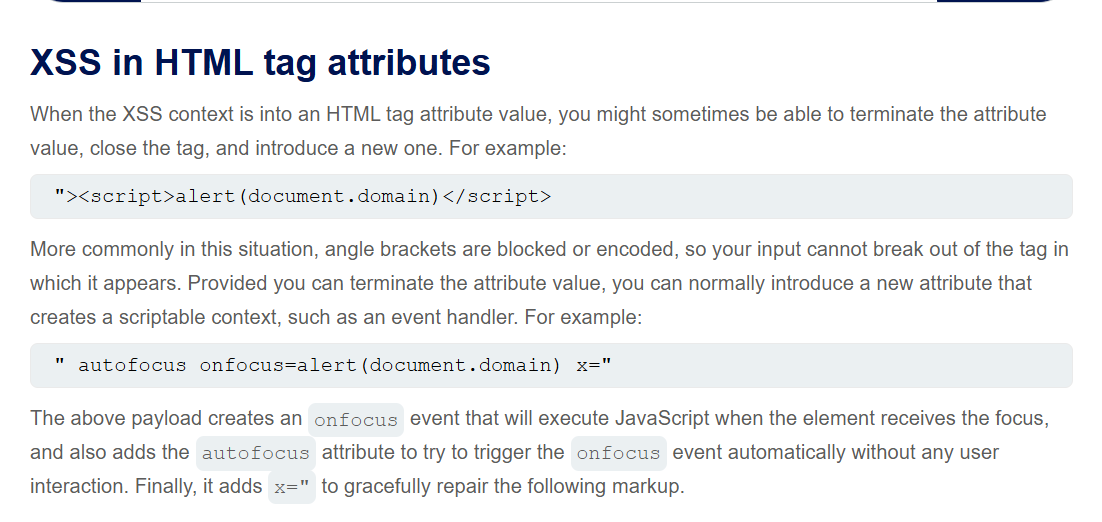 XSS in HTML tag attributes
When the XSS context is into an HTML tag attribute value, you might sometimes be able to terminate the attribute
value, close the tag, and introduce a new one. For example:
"><script>alert(document.domain)</script>
More commonly in this situation, angle brackets are blocked or encoded, so your input cannot break out of the tag in
which it appears. Provided you can terminate the attribute value, you can normally introduce a new attribute that
creates a scriptable context, such as an event handler. For example:
" autofocus onfocus=alert(document.domain) x="
The above payload creates an onfocus event that will execute JavaScript when the element receives the focus,
and also adds the autofocus attribute to try to trigger the onfocus event automatically without any user
interaction. Finally, it adds x=" to gracefully repair the following markup.